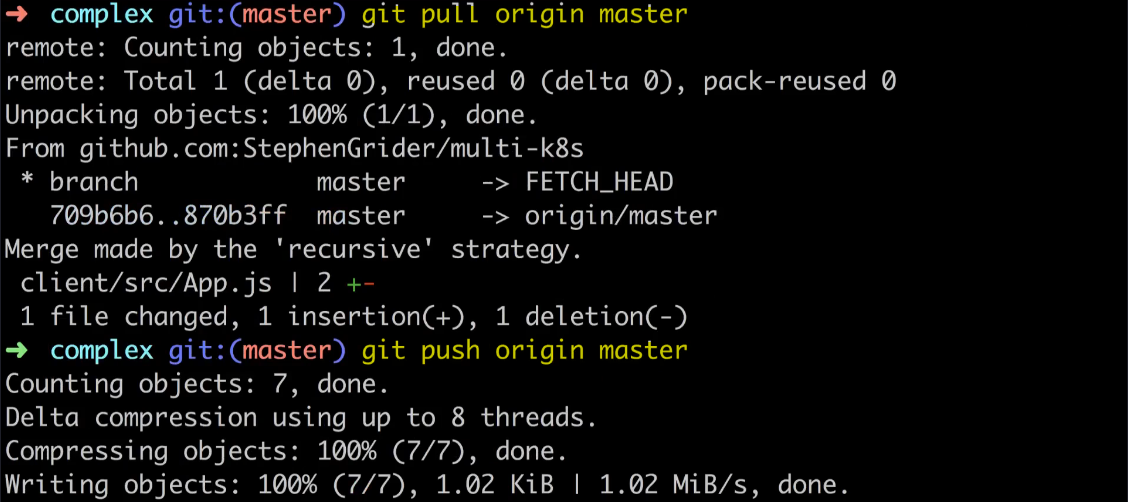 ➜  complex git:(master) git pull origin master
remote: Counting objects: 1, done.
remote: Total 1 (delta 0), reused 0 (delta 0), pack-reused 0
Unpacking objects: 100% (1/1), done.
From github.com:StephenGrider/multi-k8s
 * branch            master     -> FETCH_HEAD
   709b6b6..870b3ff  master     -> origin/master
Merge made by the 'recursive' strategy.
 client/src/App.js | 2 +-
 1 file changed, 1 insertion(+), 1 deletion(-)
➜  complex git:(master) git push origin master
Counting objects: 7, done.
Delta compression using up to 8 threads.
Compressing objects: 100% (7/7), done.
Writing objects: 100% (7/7), 1.02 KiB | 1.02 MiB/s, done.